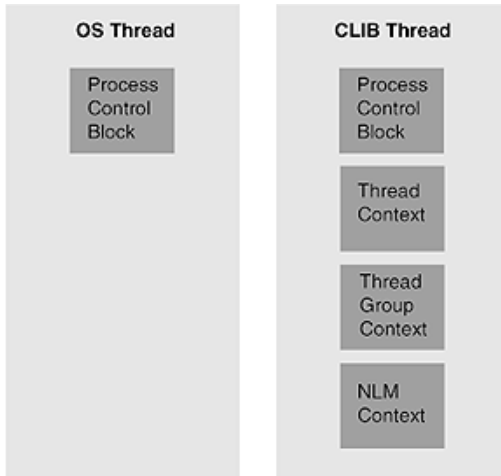 OS Thread
Process
Control
Block
CLIB Thread
Process
Control
Block
Thread
Context
Thread
Group
Context
NLM
Context